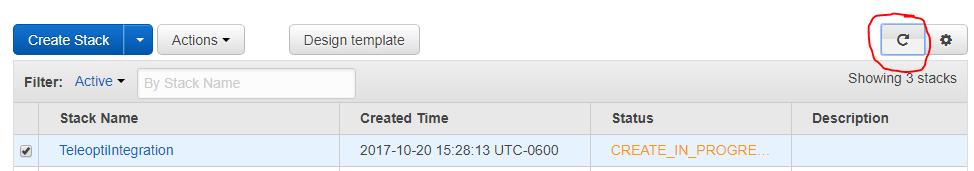 Create Stack Actions Design template
Filter: Active By Stack Name Showing 3 stacks
Stack Name Created Time Status Description
TeleoptiIntegration 2017-10-20 15:28:13 UTC-0600 CREATE_IN_PROGRE...